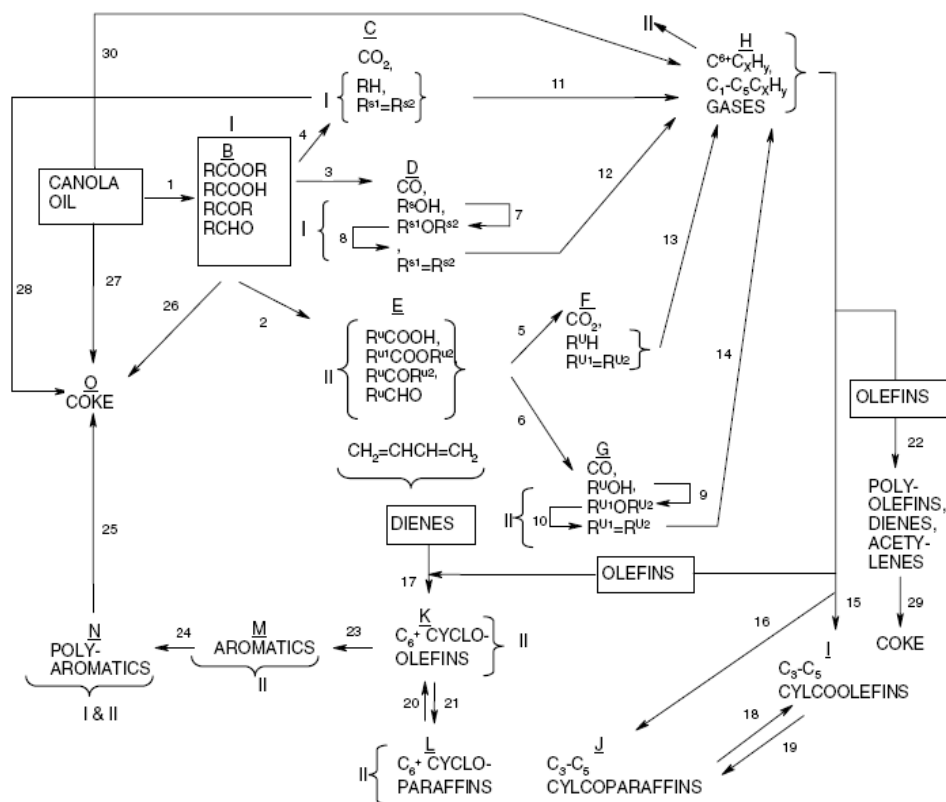 30
C
CO2,
I
RH,
Rs1=Rs2
11
II
H
C6+CXHy,
C1-C5CXHy
GASES
4
I
B
RCOOR
RCOOH
RCOR
RCHO
CANOLA
OIL
1
3
D
CO,
RsOH,
Rs1ORs2
,
Rs1=Rs2
I
7
8
12
13
28
27
26
2
E
RuCOOH,
Ru1COORu2
RuCORu2,
RuCHO
II
5
F
CO2,
RUH
RU1=RU2
14
6
O
COKE
CH2=CHCH=CH2
G
CO,
RUOH,
RU1ORU2
RU1=RU2
II
9
10
OLEFINS
22
POLY-
OLEFINS,
DIENES,
ACETY-
LENES
29
COKE
25
DIENES
17
OLEFINS
K
C6+ CYCLO-
OLEFINS
II
23
M
AROMATICS
II
24
N
POLY-
AROMATICS
I & II
16
15
I
C3-C5
CYLCOOLEFINS
20
21
18
19
L
II
C6+ CYCLO-
PARAFFINS
J
C3-C5
CYLCOPARAFFINS